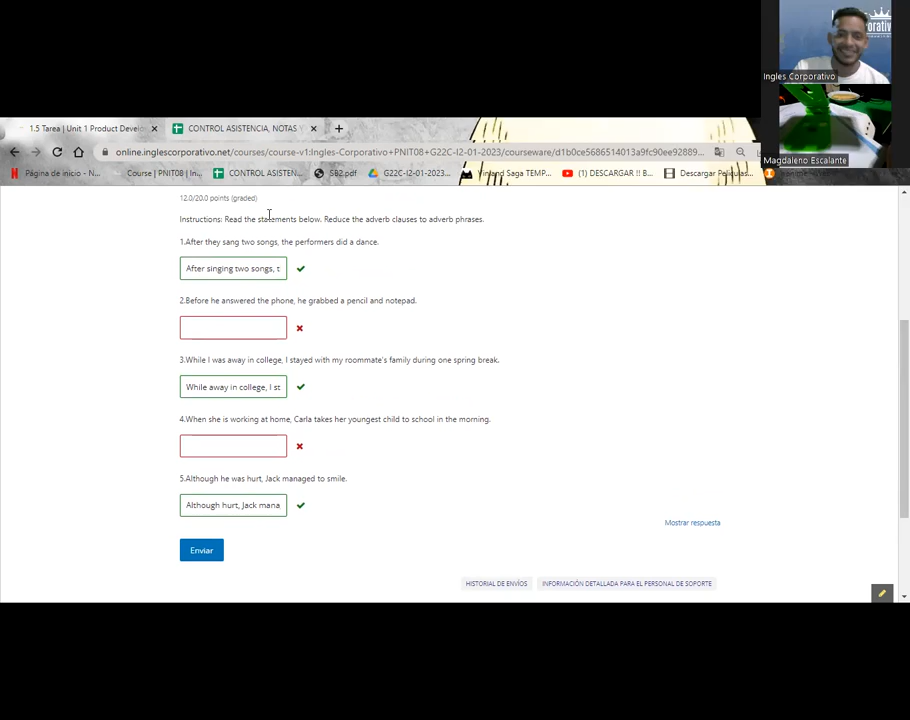 Ingles Corporativo
Magdaleno Escalante
1.5 Tarea | Unit 1 Product Devel
CONTROL ASISTENCIA, NOTAS Y
online.inglescorporativo.net/courses/course-v1:Ingles-Corporativo+PNIT08+G22C-I2-01-2023/courseware/d1b0ce5686514013a9fc90ee92889...
Página de inicio - N...
Course | PNIT08 | In...
CONTROL ASISTEN...
SB2.pdf
G22C-I2-01-2023...
Vinland Saga TEMP...
(1) DESCARGAR !! B...
Descargar Películas...
12.0/20.0 points (graded)
Instructions: Read the statements below. Reduce the adverb clauses to adverb phrases.
1.After they sang two songs, the performers did a dance.
After singing two songs, t
2.Before he answered the phone, he grabbed a pencil and notepad.
3.While I was away in college, I stayed with my roommate's family during one spring break.
While away in college, I st
4.When she is working at home, Carla takes her youngest child to school in the morning.
5.Although he was hurt, Jack managed to smile.
Although hurt, Jack mana
Mostrar respuesta
Enviar
HISTORIAL DE ENVÍOS
INFORMACIÓN DETALLADA PARA EL PERSONAL DE SOPORTE